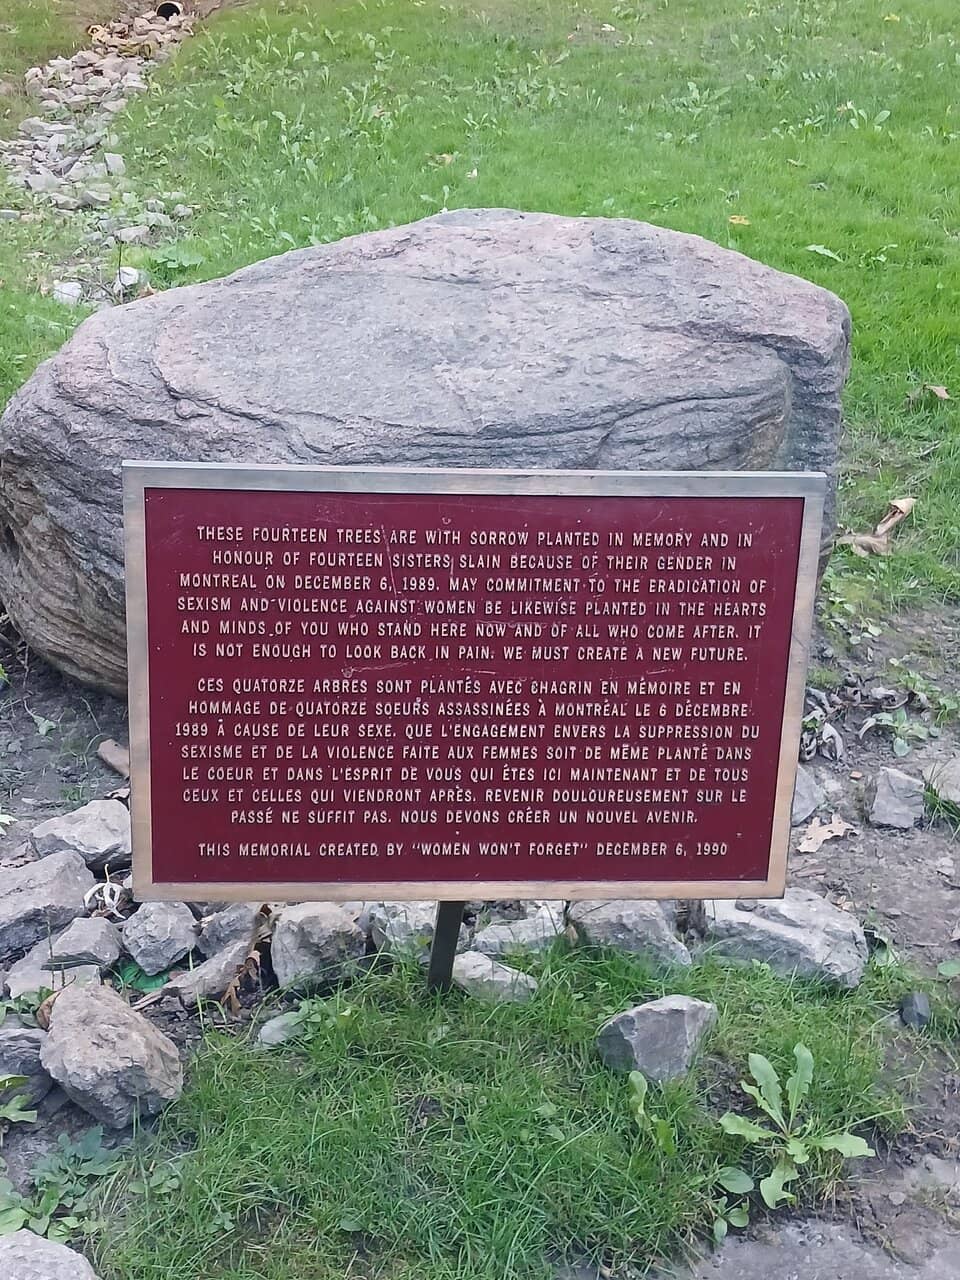 THESE FOURTEEN TREES ARE WITH SORROW PLANTED IN MEMORY AND IN
HONOUR OF FOURTEEN SISTERS SLAIN BECAUSE OF THEIR GENDER IN
MONTREAL ON DECEMBER 6, 1989. MAY COMMITMENT TO THE ERADICATION OF
SEXISM AND VIOLENCE AGAINST WOMEN BE LIKEWISE PLANTED IN THE HEARTS
AND MINDS OF YOU WHO STAND HERE NOW AND OF ALL WHO COME AFTER. IT
IS NOT ENOUGH TO LOOK BACK IN PAIN. WE MUST CREATE A NEW FUTURE.
CES QUATORZE ARBRES SONT PLANTÉS AVEC CHAGRIN EN MÉMOIRE ET EN
HOMMAGE DE QUATORZE SOEURS ASSASSINÉES À MONTRÉAL LE 6 DÉCEMBRE
1989 À CAUSE DE LEUR SEXE. QUE L'ENGAGEMENT ENVERS LA SUPPRESSION DU
SEXISME ET DE LA VIOLENCE FAITE AUX FEMMES SOIT DE MÊME PLANTÉ DANS
LE COEUR ET DANS L'ESPRIT DE VOUS QUI ÊTES ICI MAINTENANT ET DE TOUS
CEUX ET CELLES QUI VIENDRONT APRÈS. REVENIR DOULOUREUSEMENT SUR LE
PASSÉ NE SUFFIT PAS. NOUS DEVONS CRÉER UN NOUVEL AVENIR.
THIS MEMORIAL CREATED BY "WOMEN WON'T FORGET" DECEMBER 6, 1990